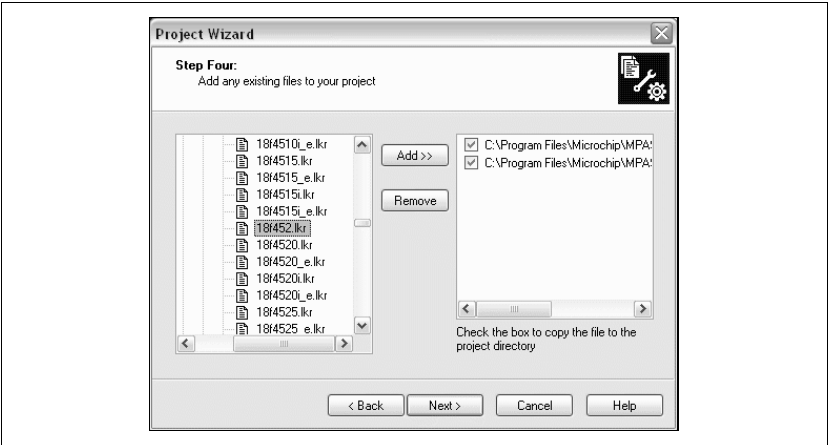 Project Wizard
Step Four:
Add any existing files to your project
18f4510i_e.lkr
18f4515.lkr
18f4515_e.lkr
18f4515i.lkr
18f4515i_e.lkr
18f452.lkr
18f4520.lkr
18f4520_e.lkr
18f4520i.lkr
18f4520i_e.lkr
18f4525.lkr
18f4525_e.lkr
Add >>
Remove
C:\Program Files\Microchip\MPA
C:\Program Files\Microchip\MPA
Check the box to copy the file to the
project directory
< Back
Next >
Cancel
Help